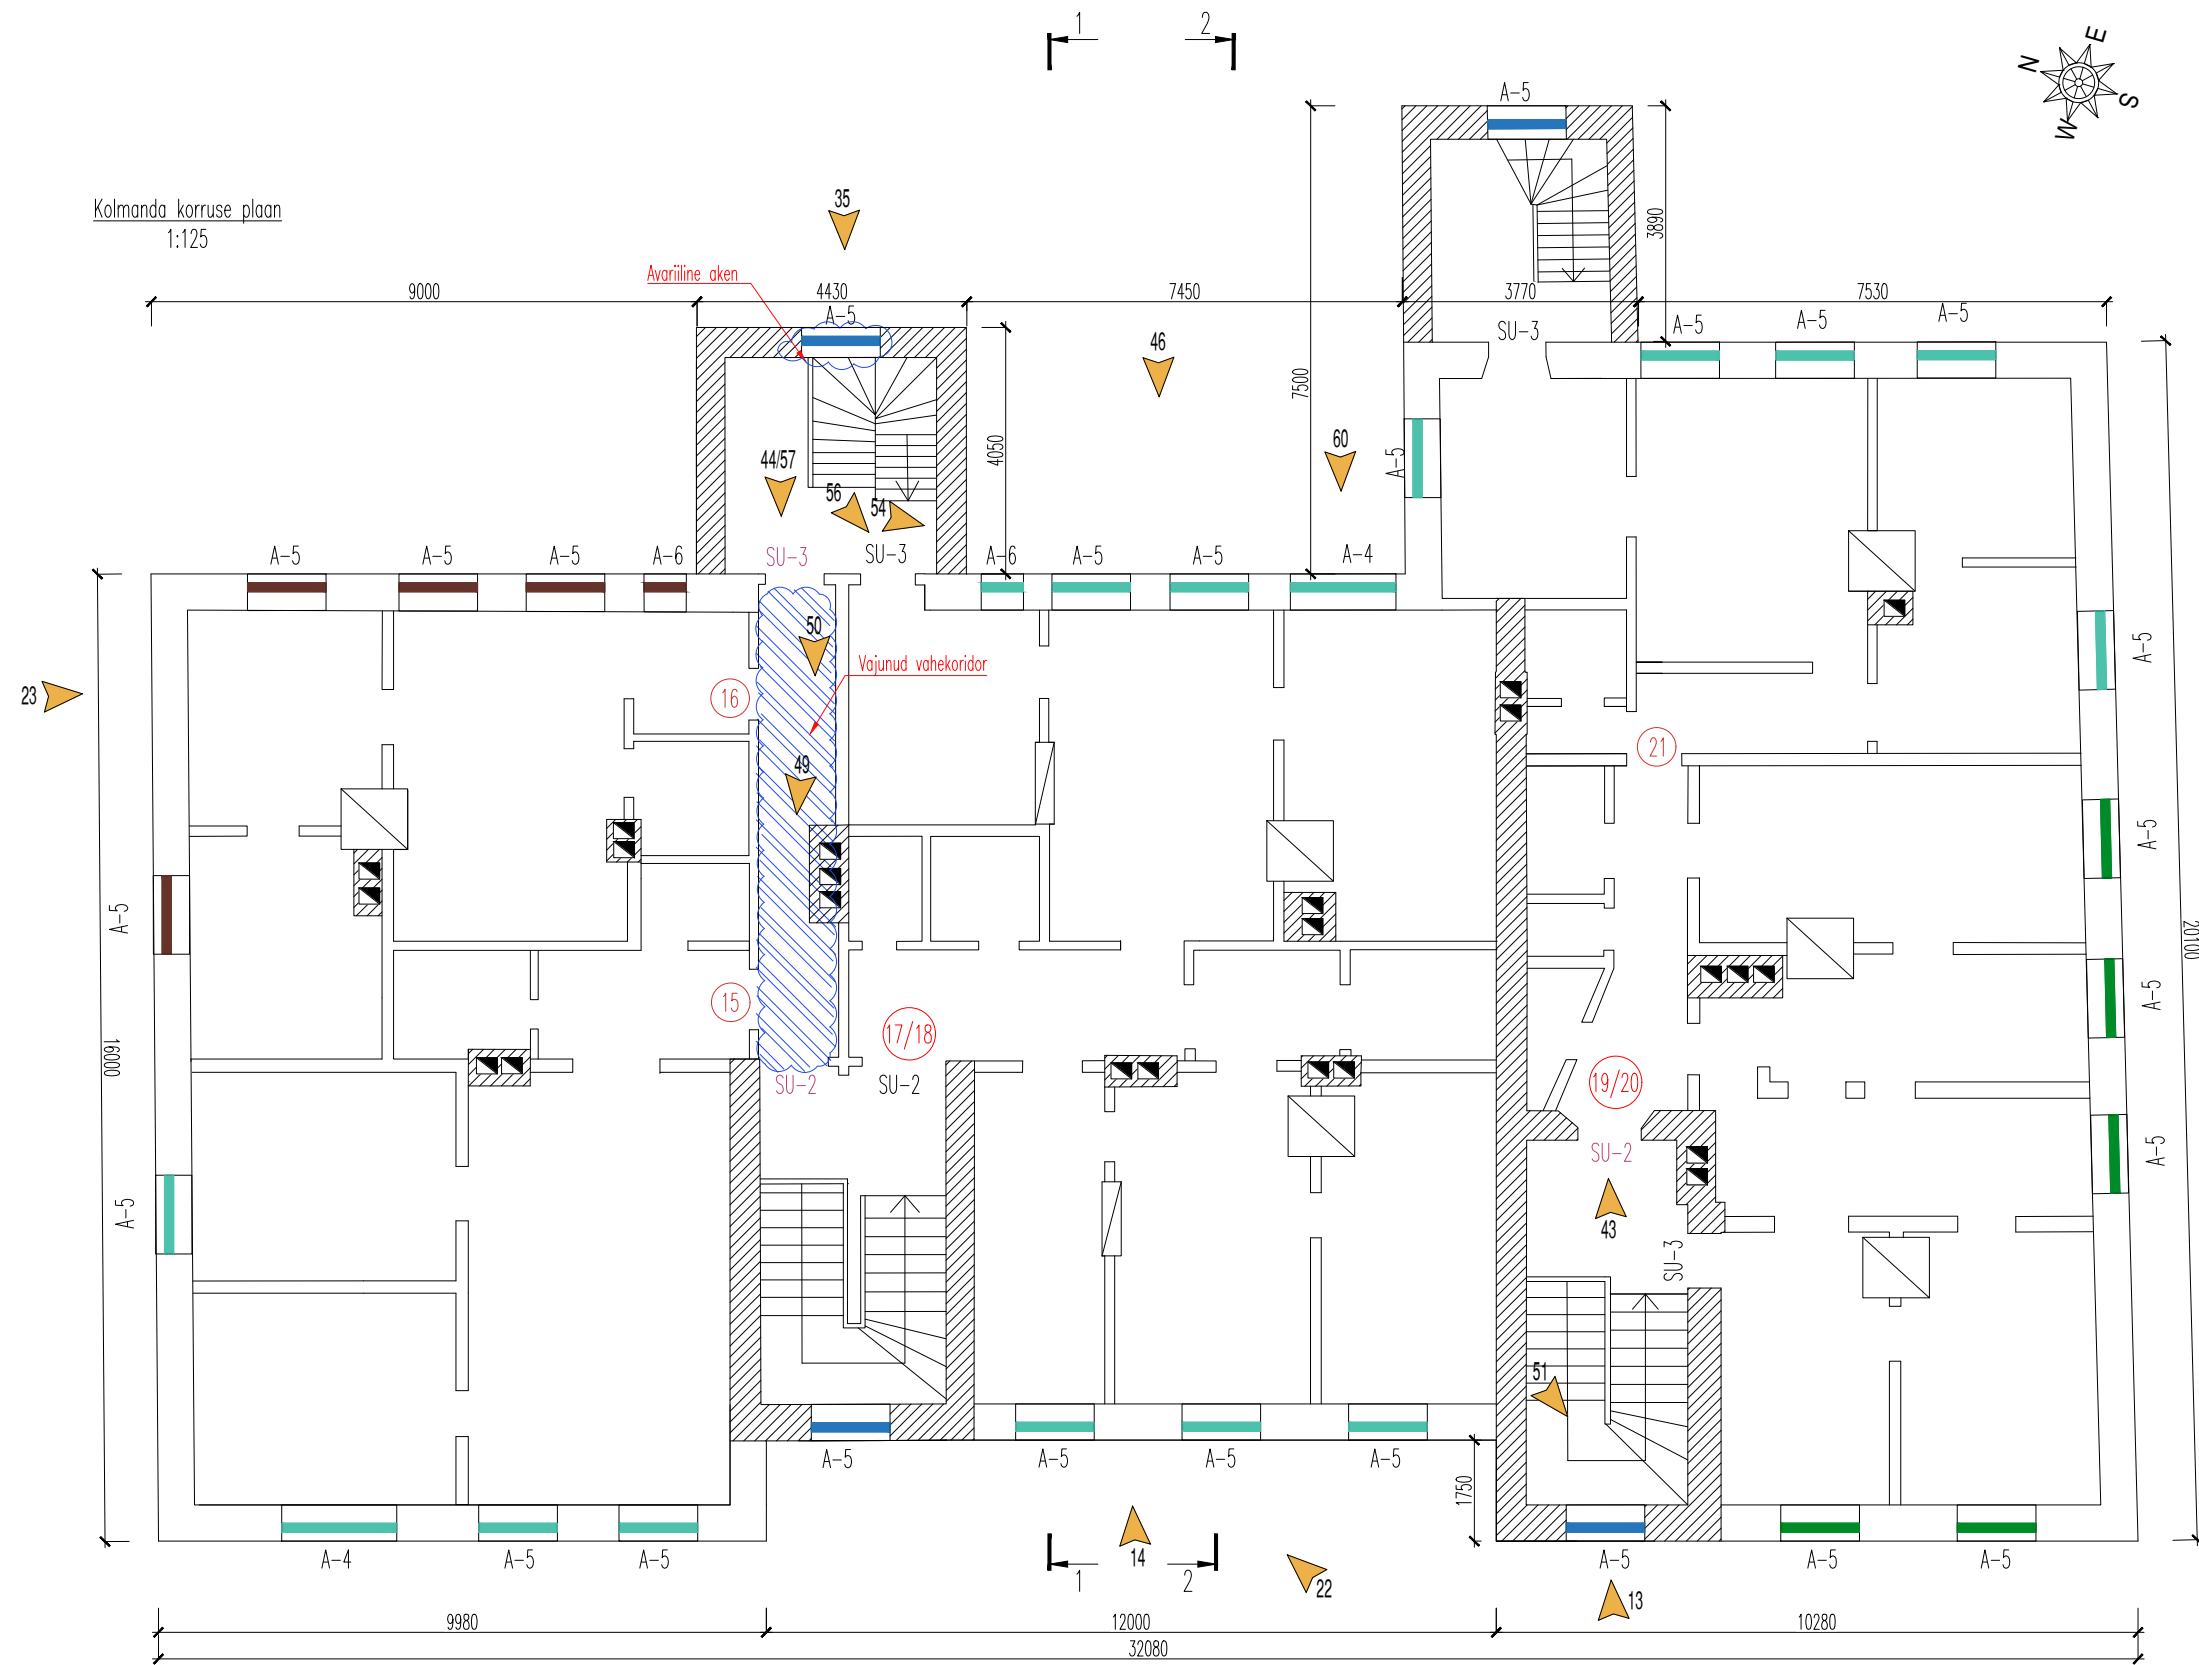 1 2
N E S W
A-5
Kolmanda korruse plaan
1:125
35
Avariiline aken
9000 4430 7450 3770 7530
A-5
3890
SU-3
A-5 A-5 A-5
46
7500
4050
60
A-5
44/57
56
54
SU-3 SU-3
A-5 A-5 A-5 A-6
A-6 A-5 A-5 A-4
50
Vajunud vahekoridor
23
16
A-5
21
49
A-5
A-5
20100
A-5
15
17/18
16000
SU-2 SU-2
19/20
SU-2
A-5
A-5
43
SU-3
51
A-5 A-5 A-5 A-5
1750
A-4 A-5 A-5
14
1 2
22
A-5 A-5 A-5
13
9980 12000 10280
32080